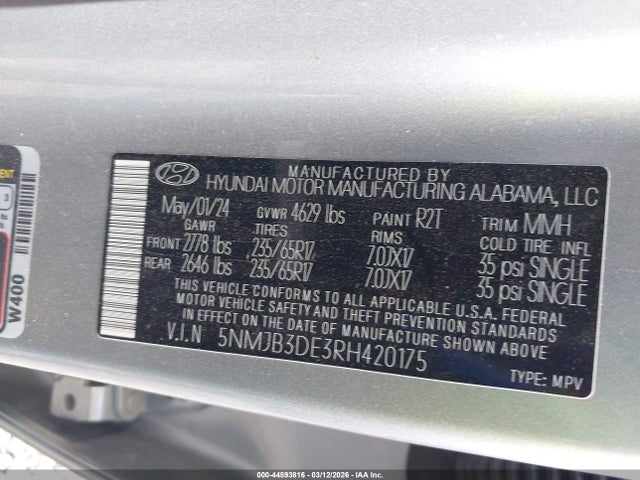 MANUFACTURED BY
HYUNDAI MOTOR MANUFACTURING ALABAMA, LLC
May/01/24 GVWR 4629 lbs PAINT R2T TRIM MMH
GAWR TIRES RIMS COLD TIRE INFL
FRONT 2778 lbs 235/65R17 7.0JX17 35 psi SINGLE
REAR 2646 lbs 235/65R17 7.0JX17 35 psi SINGLE
THIS VEHICLE CONFORMS TO ALL APPLICABLE U.S.A. FEDERAL
MOTOR VEHICLE SAFETY, BUMPER, AND THEFT PREVENTION
STANDARDS IN EFFECT ON THE DATE OF MANUFACTURE SHOWN ABOVE.
V.I.N 5NMJB3DE3RH420175
TYPE: MPV
W400
000-44593816 - 03/12/2026 - IAAI.COM